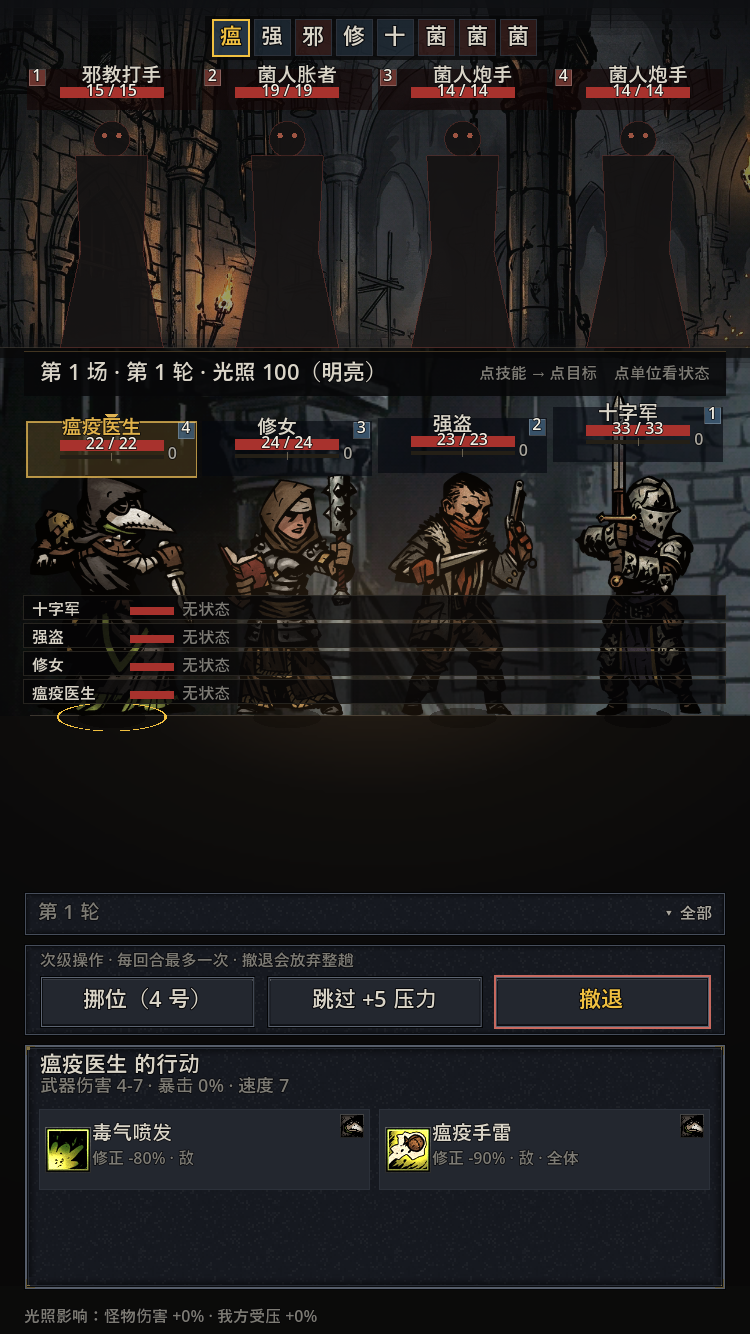 瘟 强 邪 修 十 菌 菌 菌
1 邪教打手 2 菌人胀者 3 菌人炮手 4 菌人炮手
15 / 15 19 / 19 14 / 14 14 / 14
第 1 场 · 第 1 轮 · 光照 100（明亮） 点技能 → 点目标 点单位看状态
瘟疫医生 4 修女 3 强盗 2 十字军 1
22 / 22 0 24 / 24 0 23 / 23 0 33 / 33 0
十字军 无状态
强盗 无状态
修女 无状态
瘟疫医生 无状态
第 1 轮 ▾ 全部
次级操作 · 每回合最多一次 · 撤退会放弃整趟
挪位（4 号） 跳过 +5 压力 撤退
瘟疫医生 的行动
武器伤害 4-7 · 暴击 0% · 速度 7
毒气喷发 瘟疫手雷
修正 -80% · 敌 修正 -90% · 敌 · 全体
光照影响：怪物伤害 +0% · 我方受压 +0%